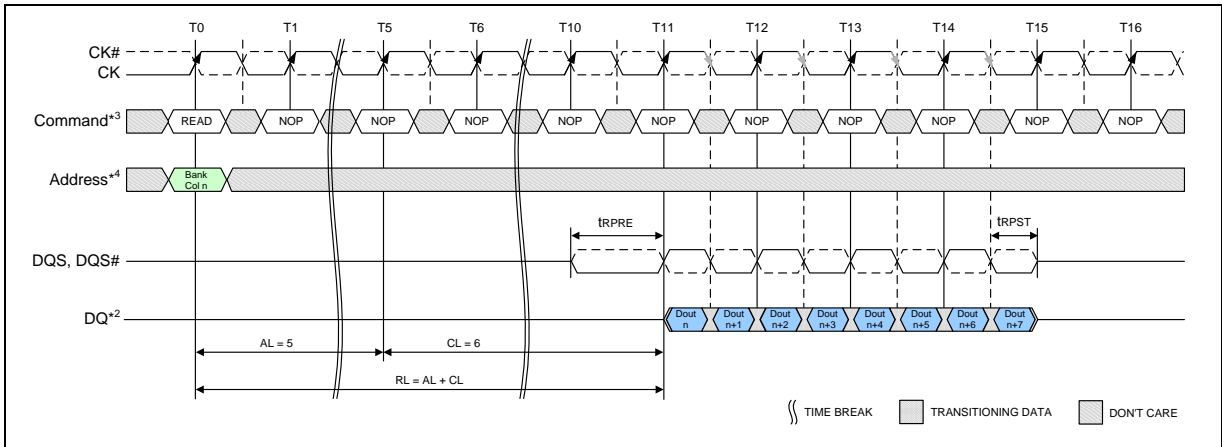 T0 T1 T5 T6 T10 T11 T12 T13 T14 T15 T16
CK#
CK
Command*3 READ NOP NOP NOP NOP NOP NOP NOP NOP NOP NOP
Address*4 Bank
Col n
tRPRE tRPST
DQS, DQS#
DQ*2 Dout
n Dout
n+1 Dout
n+2 Dout
n+3 Dout
n+4 Dout
n+5 Dout
n+6 Dout
n+7
AL = 5 CL = 6
RL = AL + CL
TIME BREAK TRANSITIONING DATA DON'T CARE